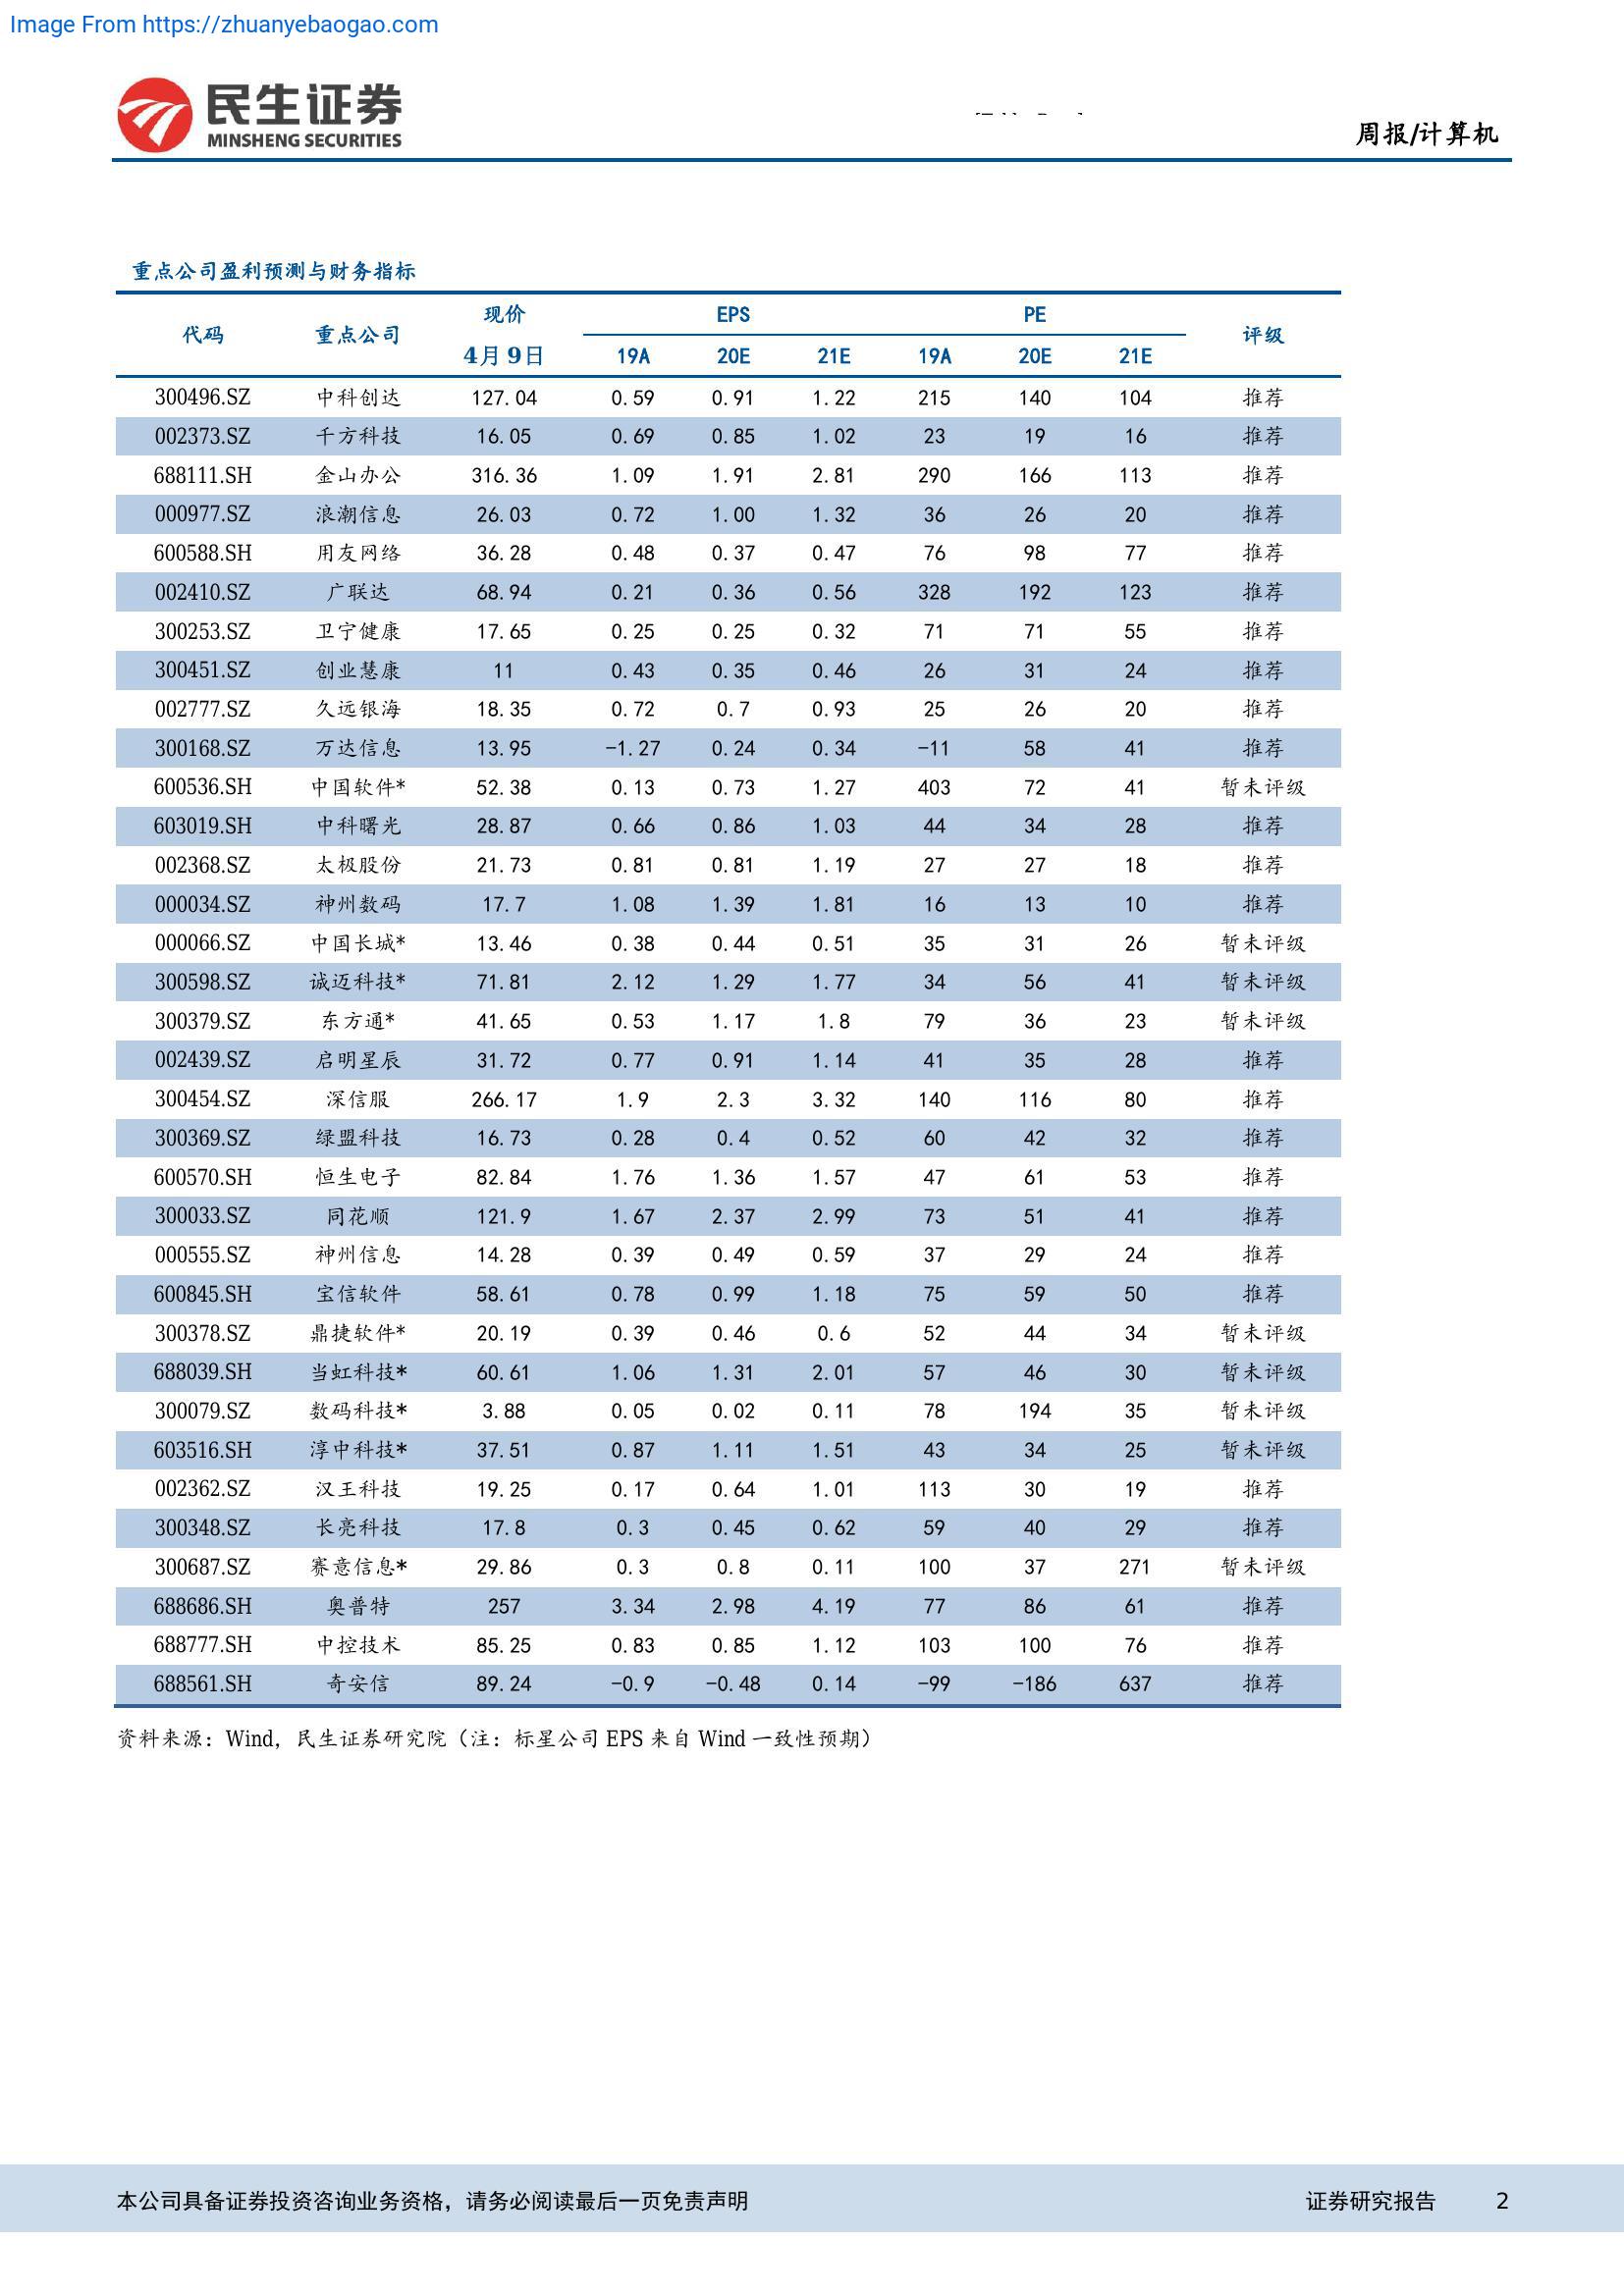 Image From https://zhuanyebaogao.com
民生证券
MINSHENG SECURITIES
周报/计算机
重点公司盈利预测与财务指标
代码 重点公司 现价 EPS PE 评级
4月9日 19A 20E 21E 19A 20E 21E
300496.SZ 中科创达 127.04 0.59 0.91 1.22 215 140 104 推荐
002373.SZ 千方科技 16.05 0.69 0.85 1.02 23 19 16 推荐
688111.SH 金山办公 316.36 1.09 1.91 2.81 290 166 113 推荐
000977.SZ 浪潮信息 26.03 0.72 1.00 1.32 36 26 20 推荐
600588.SH 用友网络 36.28 0.48 0.37 0.47 76 98 77 推荐
002410.SZ 广联达 68.94 0.21 0.36 0.56 328 192 123 推荐
300253.SZ 卫宁健康 17.65 0.25 0.25 0.32 71 71 55 推荐
300451.SZ 创业慧康 11 0.43 0.35 0.46 26 31 24 推荐
002777.SZ 久远银海 18.35 0.72 0.7 0.93 25 26 20 推荐
300168.SZ 万达信息 13.95 -1.27 0.24 0.34 -11 58 41 推荐
600536.SH 中国软件* 52.38 0.13 0.73 1.27 403 72 41 暂未评级
603019.SH 中科曙光 28.87 0.66 0.86 1.03 44 34 28 推荐
002368.SZ 太极股份 21.73 0.81 0.81 1.19 27 27 18 推荐
000034.SZ 神州数码 17.7 1.08 1.39 1.81 16 13 10 推荐
000066.SZ 中国长城* 13.46 0.38 0.44 0.51 35 31 26 暂未评级
300598.SZ 诚迈科技* 71.81 2.12 1.29 1.77 34 56 41 暂未评级
300379.SZ 东方通* 41.65 0.53 1.17 1.8 79 36 23 暂未评级
002439.SZ 启明星辰 31.72 0.77 0.91 1.14 41 35 28 推荐
300454.SZ 深信服 266.17 1.9 2.3 3.32 140 116 80 推荐
300369.SZ 绿盟科技 16.73 0.28 0.4 0.52 60 42 32 推荐
600570.SH 恒生电子 82.84 1.76 1.36 1.57 47 61 53 推荐
300033.SZ 同花顺 121.9 1.67 2.37 2.99 73 51 41 推荐
000555.SZ 神州信息 14.28 0.39 0.49 0.59 37 29 24 推荐
600845.SH 宝信软件 58.61 0.78 0.99 1.18 75 59 50 推荐
300378.SZ 鼎捷软件* 20.19 0.39 0.46 0.6 52 44 34 暂未评级
688039.SH 当虹科技* 60.61 1.06 1.31 2.01 57 46 30 暂未评级
300079.SZ 数码科技* 3.88 0.05 0.02 0.11 78 194 35 暂未评级
603516.SH 淳中科技* 37.51 0.87 1.11 1.51 43 34 25 暂未评级
002362.SZ 汉王科技 19.25 0.17 0.64 1.01 113 30 19 推荐
300348.SZ 长亮科技 17.8 0.3 0.45 0.62 59 40 29 推荐
300687.SZ 赛意信息* 29.86 0.3 0.8 0.11 100 37 271 暂未评级
688686.SH 奥普特 257 3.34 2.98 4.19 77 86 61 推荐
688777.SH 中控技术 85.25 0.83 0.85 1.12 103 100 76 推荐
688561.SH 奇安信 89.24 -0.9 -0.48 0.14 -99 -186 637 推荐
资料来源：Wind，民生证券研究院（注：标星公司 EPS 来自 Wind 一致性预期）
本公司具备证券投资咨询业务资格，请务必阅读最后一页免责声明 证券研究报告 2